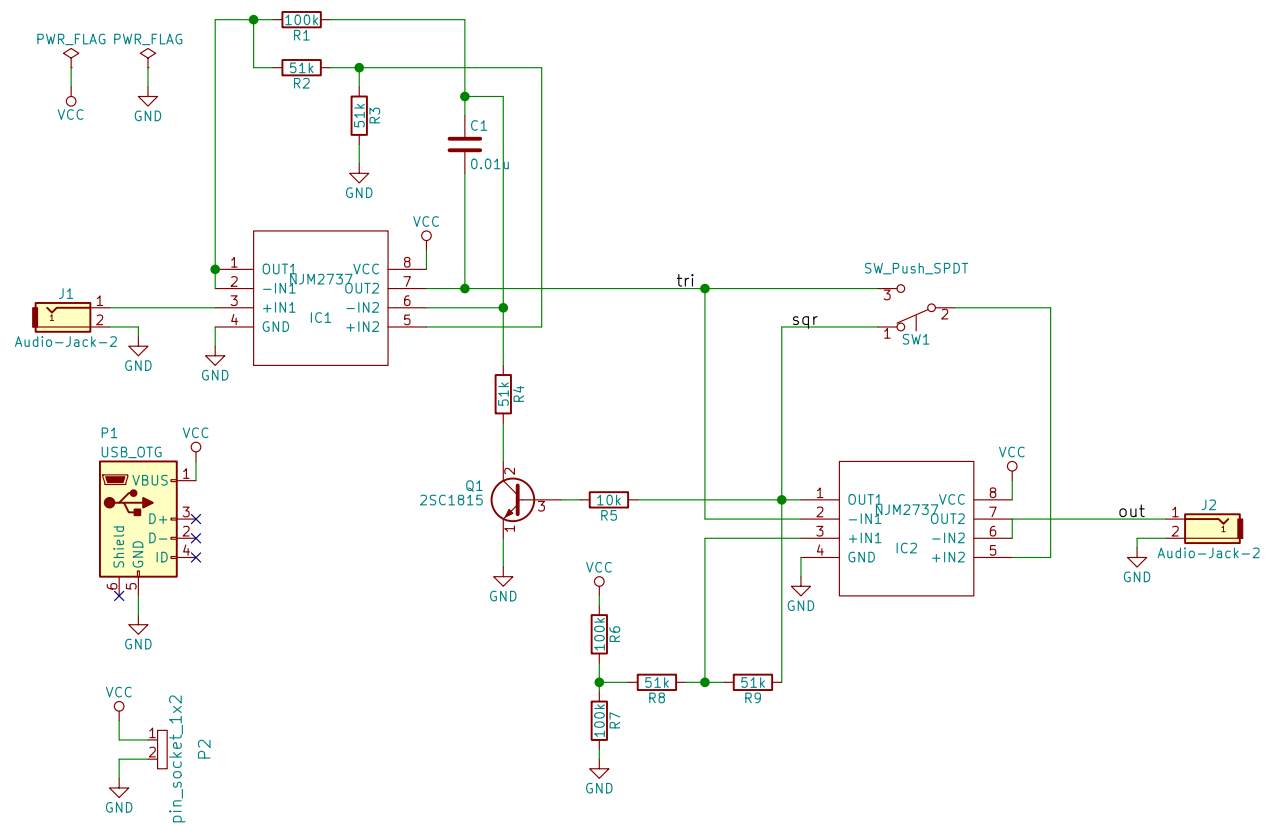 100k
R1
PWR_FLAG PWR_FLAG
VCC
GND
51k
R2
51k
R3
GND
C1
0.01u
VCC
1 OUT1
2 -IN1
3 +IN1
4 GND
NJM2737
IC1
VCC 8
OUT2 7
-IN2 6
+IN2 5
GND
J1
1
2
Audio-Jack-2
GND
tri
sqr
SW_Push_SPDT
3
2
1
SW1
51k
R4
P1
USB_OTG
VCC
VBUS 1
D+ 3
D- 2
ID 4
Shield
GND
6
5
GND
Q1
2SC1815
2
3
1
GND
10k
R5
VCC
100k
R6
100k
R7
GND
51k
R8
51k
R9
1 OUT1
2 -IN1
3 +IN1
4 GND
NJM2737
IC2
VCC 8
OUT2 7
-IN2 6
+IN2 5
VCC
GND
out
J2
1
2
Audio-Jack-2
GND
VCC
1
2
pin_socket_1x2
P2
GND
1
1